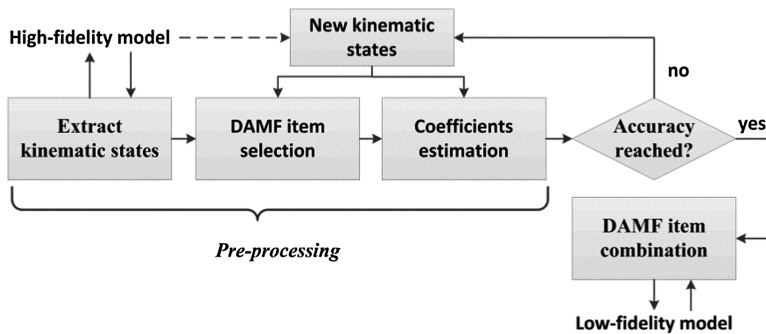 High-fidelity model
New kinematic
states
no
Extract
kinematic states
DAMF item
selection
Coefficients
estimation
Accuracy
reached?
yes
Pre-processing
DAMF item
combination
Low-fidelity model